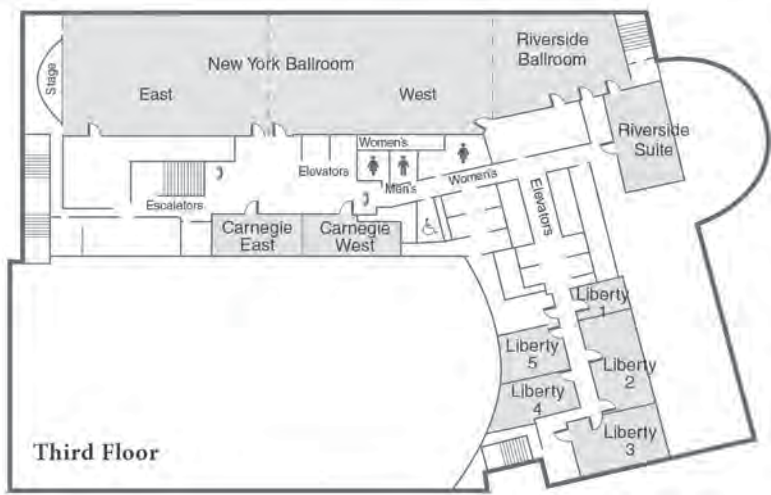 Riverside
Ballroom
New York Ballroom
Stage
East
West
Riverside
Suite
Women's
Elevators
Men's
Women's
Elevators
Escalators
Carnegie
East
Carnegie
West
Liberty
1
Liberty
5
Liberty
2
Liberty
4
Liberty
3
Third Floor